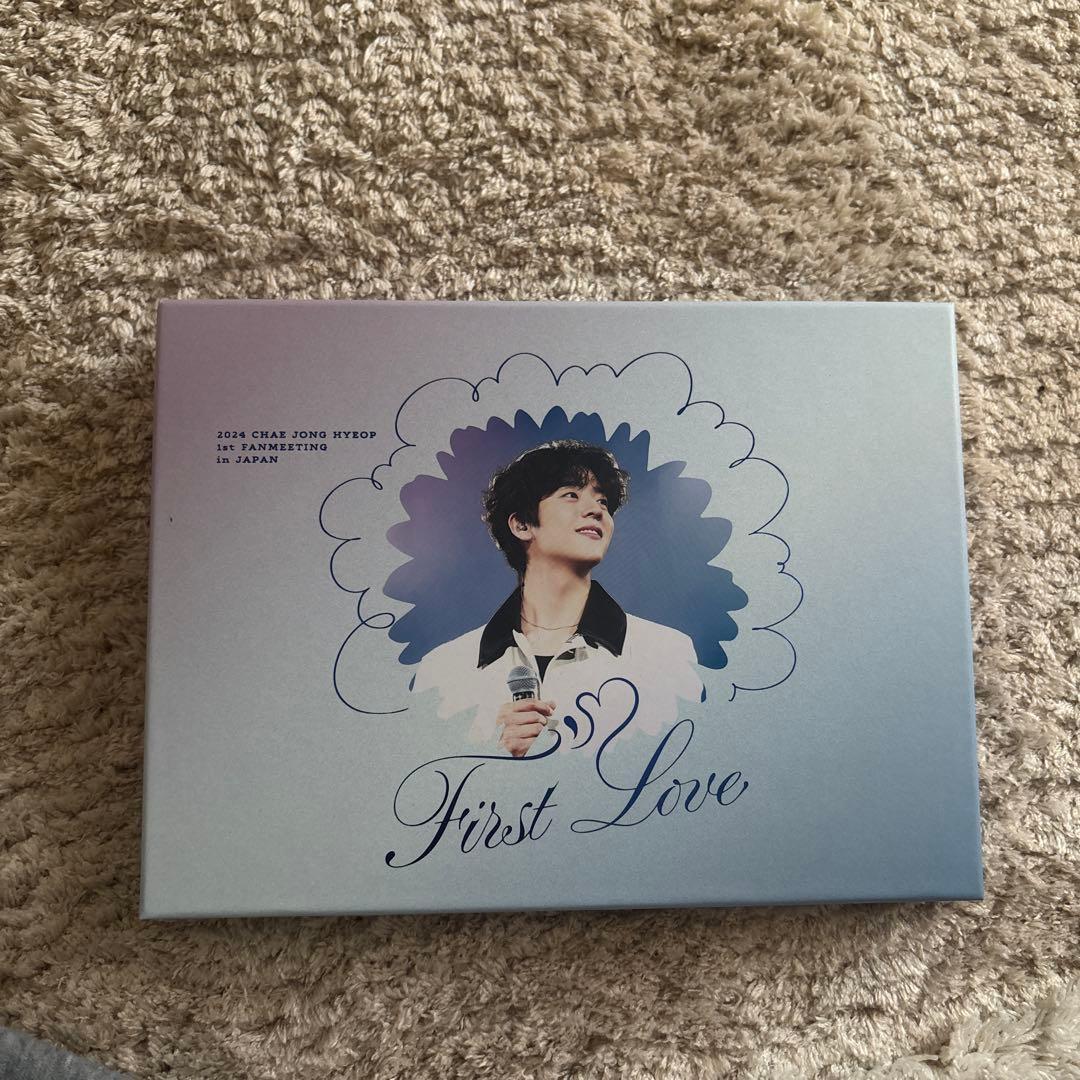 2024 CHAE JONG HYEOP
1st FANMEETING
in JAPAN
First Love